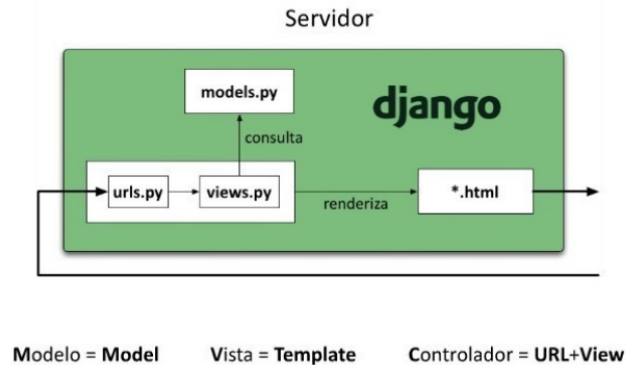 Servidor
models.py
django
consulta
urls.py
views.py
renderiza
*.html
Modelo = Model
Vista = Template
Controlador = URL+View